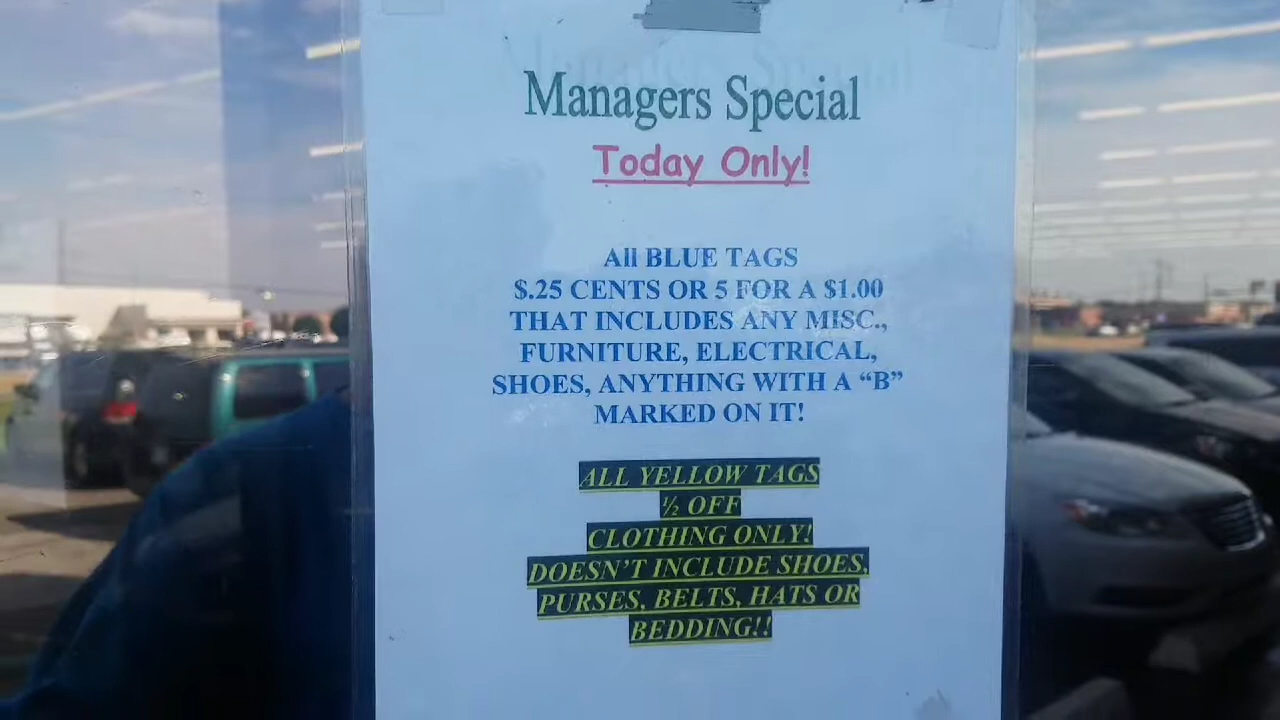 Managers Special
Today Only!
All BLUE TAGS
$.25 CENTS OR 5 FOR A $1.00
THAT INCLUDES ANY MISC.,
FURNITURE, ELECTRICAL,
SHOES, ANYTHING WITH A “B”
MARKED ON IT!
ALL YELLOW TAGS
½ OFF
CLOTHING ONLY!
DOESN’T INCLUDE SHOES,
PURSES, BELTS, HATS OR
BEDDING!!